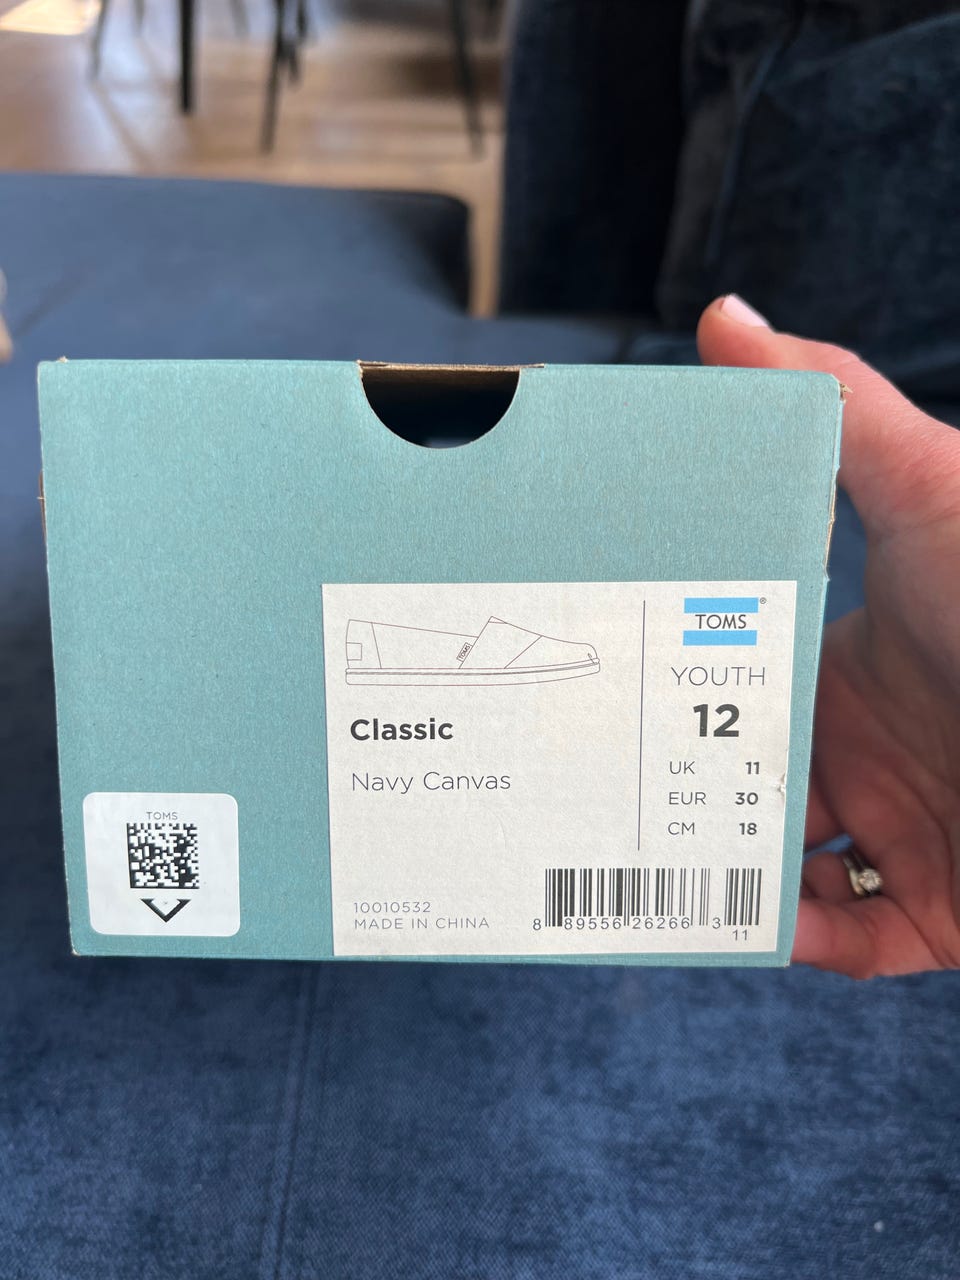 TOMS
Classic
Navy Canvas
10010532
MADE IN CHINA
TOMS®
YOUTH
12
UK 11
EUR 30
CM 18
8 89556 26266 3
11
TOMS